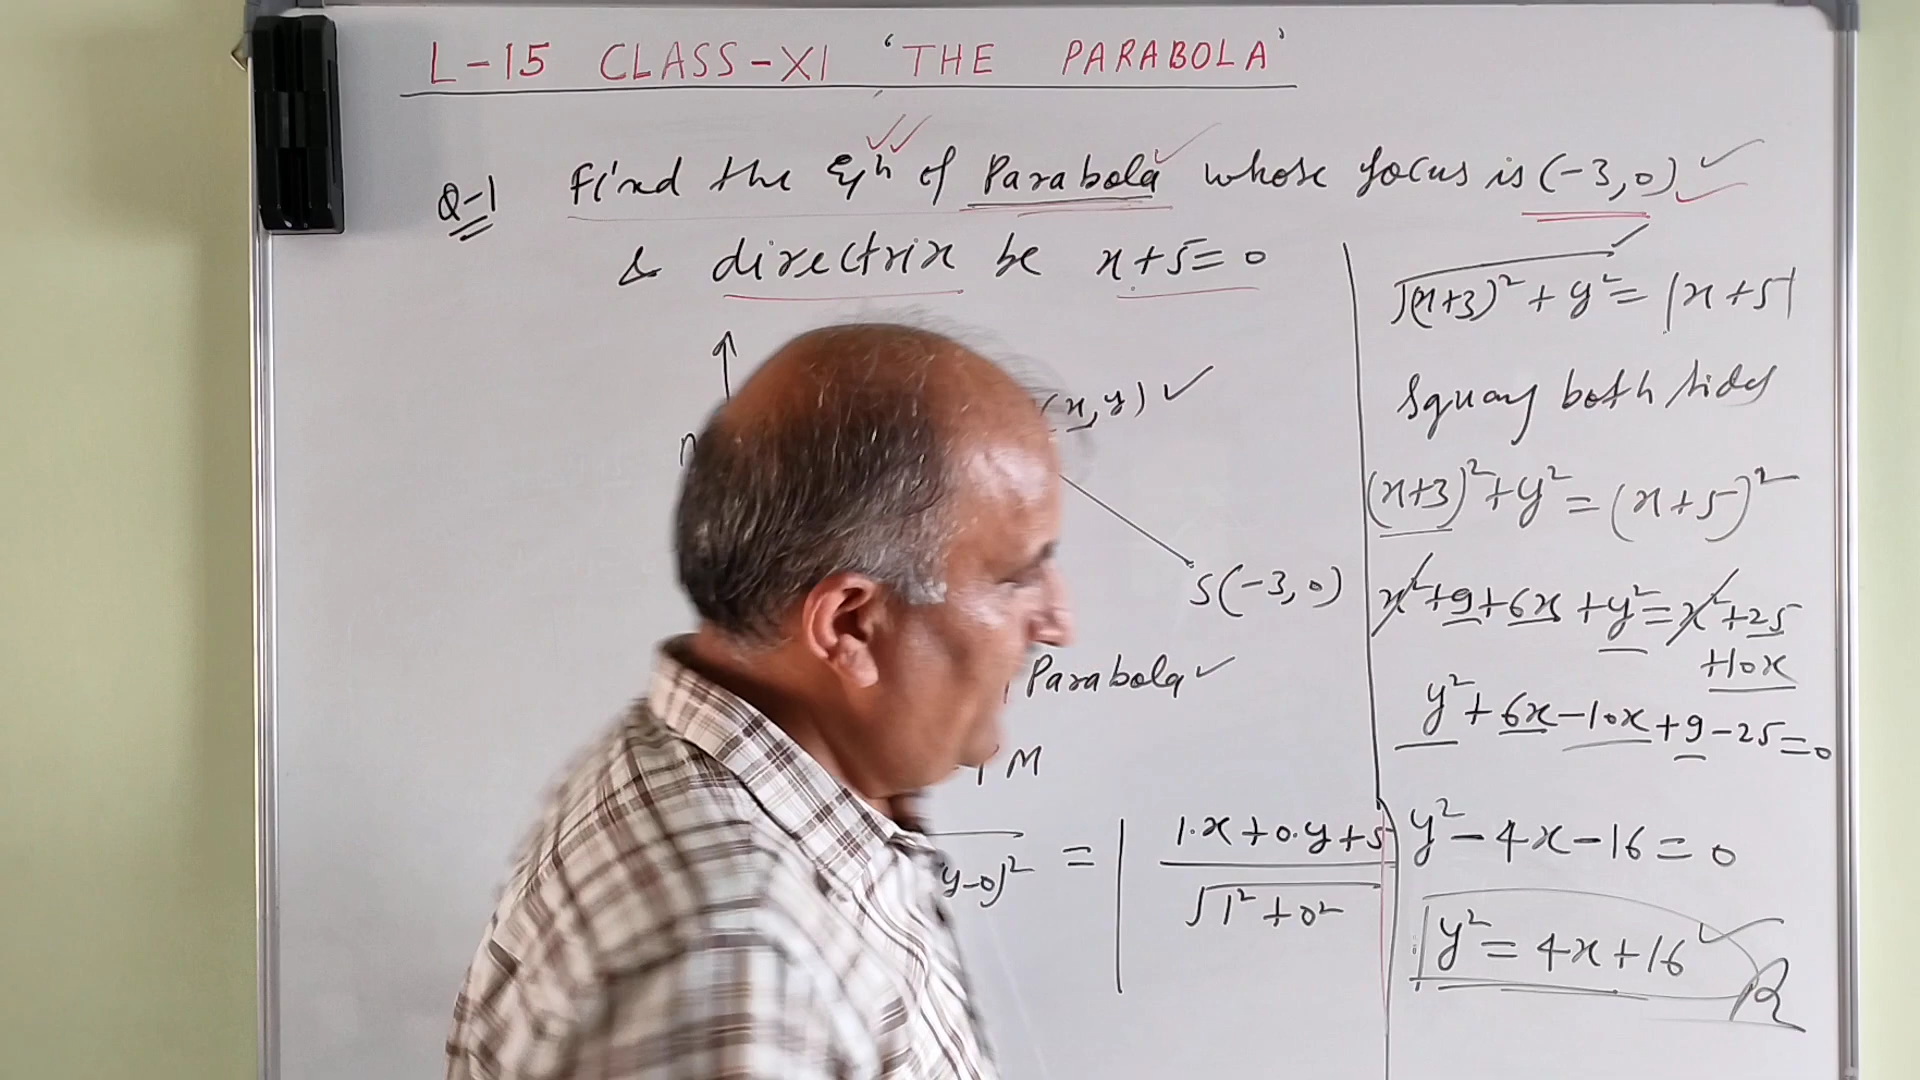 L-15 CLASS-XI 'THE PARABOLA'
Q-1 Find the Eqn of Parabola whose focus is (-3,0)
& directrix be x+5=0
(x,y)
S(-3,0)
Parabola
PM
y-0)² = | 1·x+0·y+5 / √1²+0²
√(x+3)²+y² = |x+5|
both sides
(x+3)²+y² = (x+5)²
x²+9+6x+y² = x²+25
+10x
y²+6x-10x+9-25=0
y²-4x-16=0
y²=4x+16